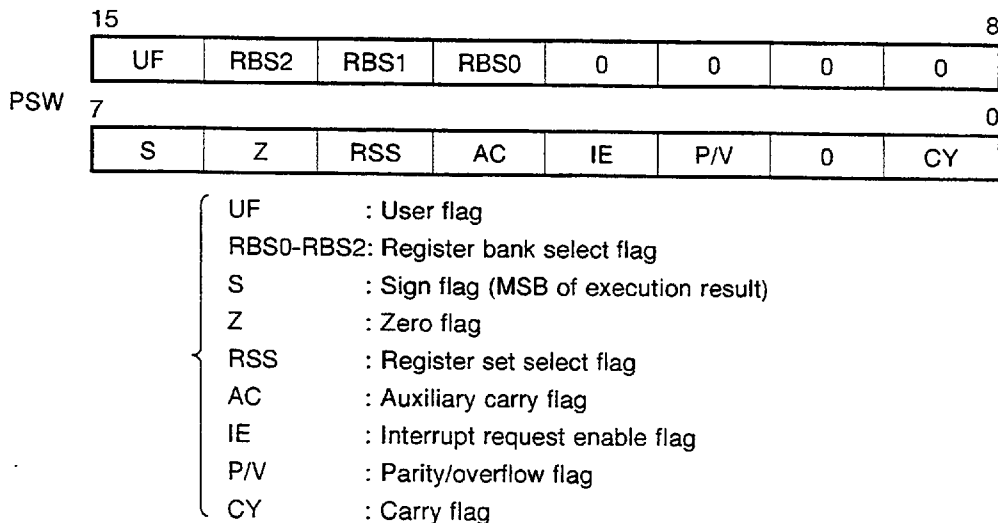 15 8
UF RBS2 RBS1 RBS0 0 0 0 0
PSW
7 0
S Z RSS AC IE P/V 0 CY
UF : User flag
RBS0-RBS2: Register bank select flag
S : Sign flag (MSB of execution result)
Z : Zero flag
RSS : Register set select flag
AC : Auxiliary carry flag
IE : Interrupt request enable flag
P/V : Parity/overflow flag
CY : Carry flag